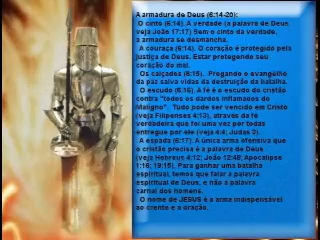 A armadura de Deus (6:14-20):
O cinto (6:14). A verdade (a palavra de Deus
veja João 17:17) Sem o cinto da verdade,
a armadura se desmancha.
A couraça (6:14). O coração é protegido pela
justiça de Deus. Estar protegendo seu
coração do mal.
Os calçados (6:15). Pregando o evangelho
da paz salva vidas da destruição da batalha.
O escudo (6:16). A fé é o escudo do cristão
contra "todos os dardos inflamados do
Maligno". Tudo pode ser vencido em Cristo
(veja Filipenses 4:13), através da fé
verdadeira que foi uma vez por todas
entregue por ele (veja 4:4; Judas 3).
A espada (6:17). A única arma ofensiva que
o cristão precisa é a palavra de Deus
(veja Hebreus 4:12; João 12:48; Apocalipse
1:16; 19:15). Para ganhar uma batalha
espiritual, temos que falar a palavra
espiritual de Deus, e não a palavra
carnal dos homens.
O nome de JESUS é a arma indispensável
ao crente e a oração.